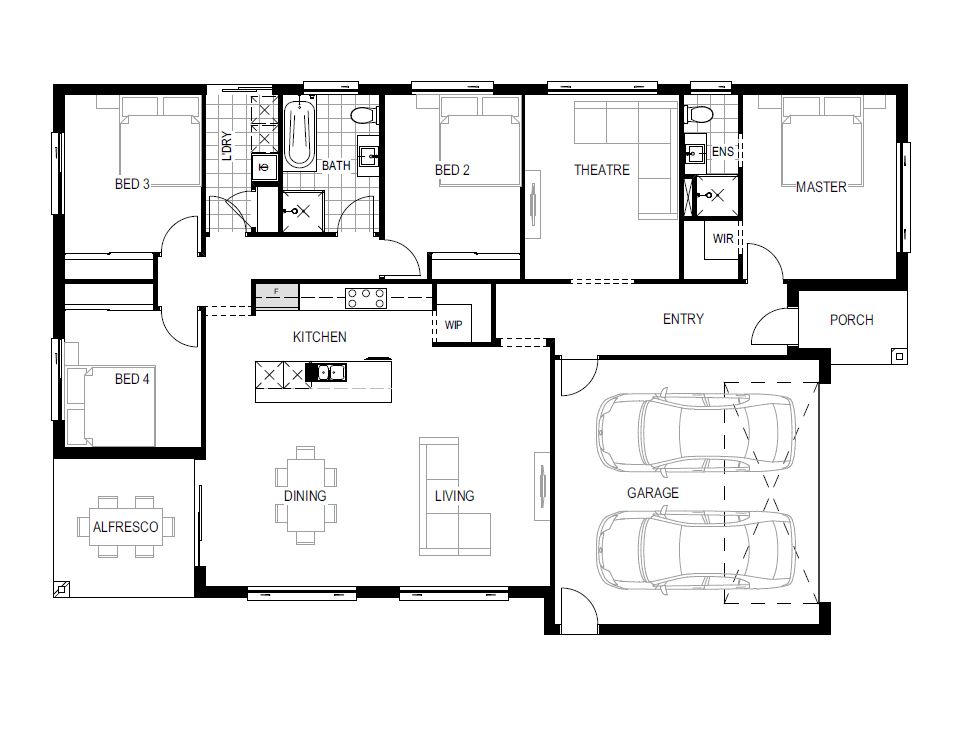 L'DRY
BATH
BED 2
THEATRE
ENS
BED 3
MASTER
WIR
F
WIP
ENTRY
PORCH
KITCHEN
BED 4
DINING
LIVING
GARAGE
ALFRESCO